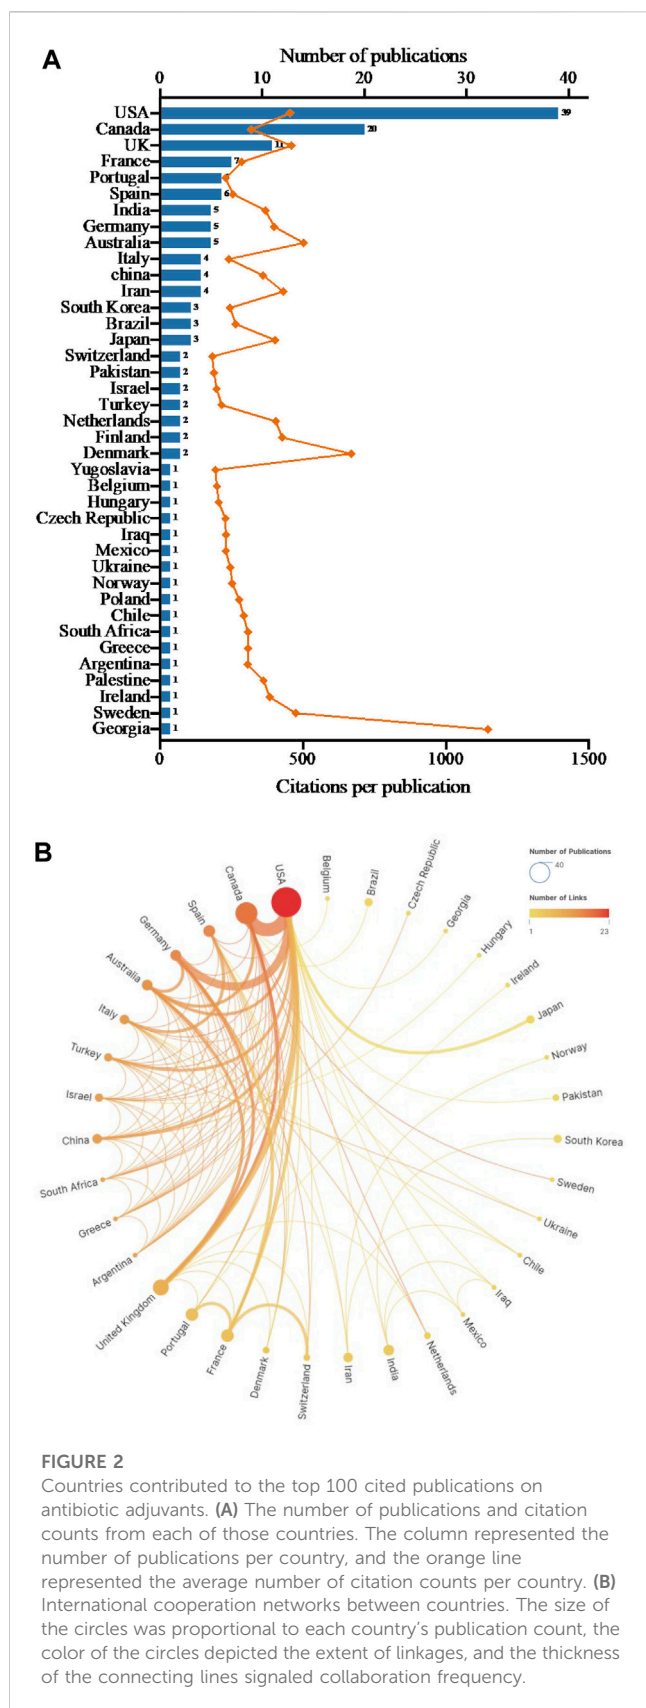 A
Number of publications
0 10 20 30 40
USA 39
Canada 20
UK 11
France 7
Portugal
Spain 6
India 5
Germany 5
Australia 5
Italy 4
china 4
Iran 4
South Korea 3
Brazil 3
Japan 3
Switzerland 2
Pakistan 2
Israel 2
Turkey 2
Netherlands 2
Finland 2
Denmark 2
Yugoslavia 1
Belgium 1
Hungary 1
Czech Republic 1
Iraq 1
Mexico 1
Ukraine 1
Norway 1
Poland 1
Chile 1
South Africa 1
Greece 1
Argentina 1
Palestine 1
Ireland 1
Sweden 1
Georgia 1
0 500 1000 1500
Citations per publication
B
Number of Publications
40
Number of Links
1 23
USA
Belgium
Brazil
Czech Republic
Georgia
Hungary
Ireland
Japan
Norway
Pakistan
South Korea
Sweden
Ukraine
Chile
Iraq
Mexico
Netherlands
India
Iran
Switzerland
Denmark
France
Portugal
United Kingdom
Argentina
Greece
South Africa
China
Israel
Turkey
Italy
Australia
Germany
Spain
Canada
FIGURE 2
Countries contributed to the top 100 cited publications on
antibiotic adjuvants. (A) The number of publications and citation
counts from each of those countries. The column represented the
number of publications per country, and the orange line
represented the average number of citation counts per country. (B)
International cooperation networks between countries. The size of
the circles was proportional to each country's publication count, the
color of the circles depicted the extent of linkages, and the thickness
of the connecting lines signaled collaboration frequency.